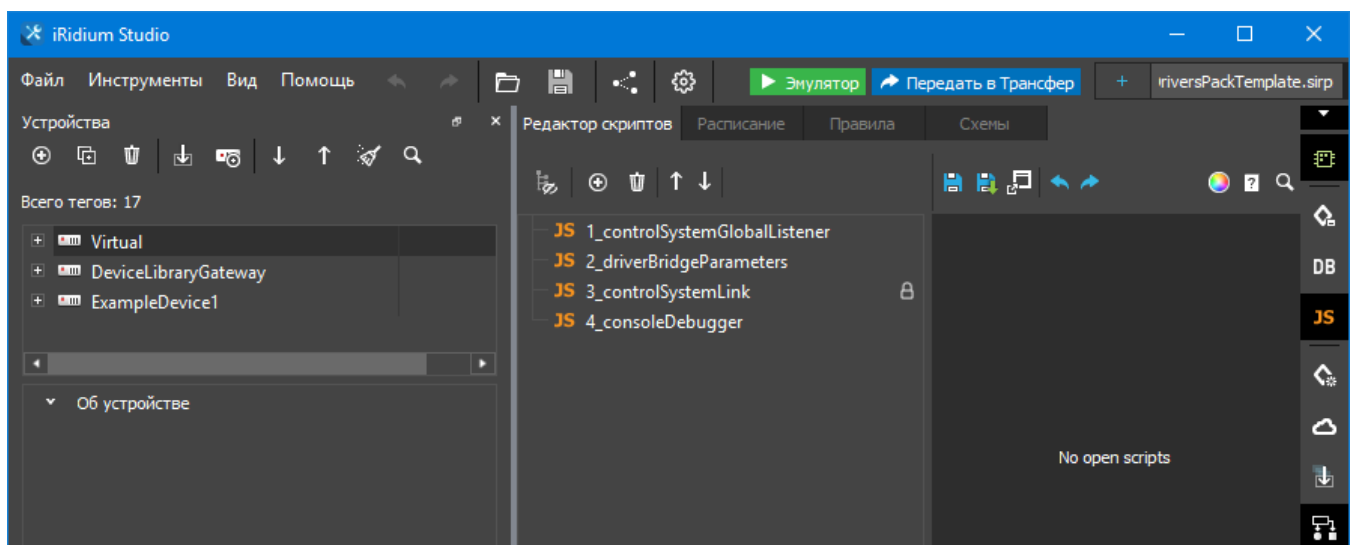 iRidium Studio
Файл Инструменты Вид Помощь Эмулятор Передать в Трансфер + riversPackTemplate.sirp
Устройства
Редактор скриптов Расписание Правила Схемы
Всего тегов: 17
Virtual
DeviceLibraryGateway
ExampleDevice1
Об устройстве
JS 1_controlSystemGlobalListener
JS 2_driverBridgeParameters
JS 3_controlSystemLink
JS 4_consoleDebugger
No open scripts
DB
JS